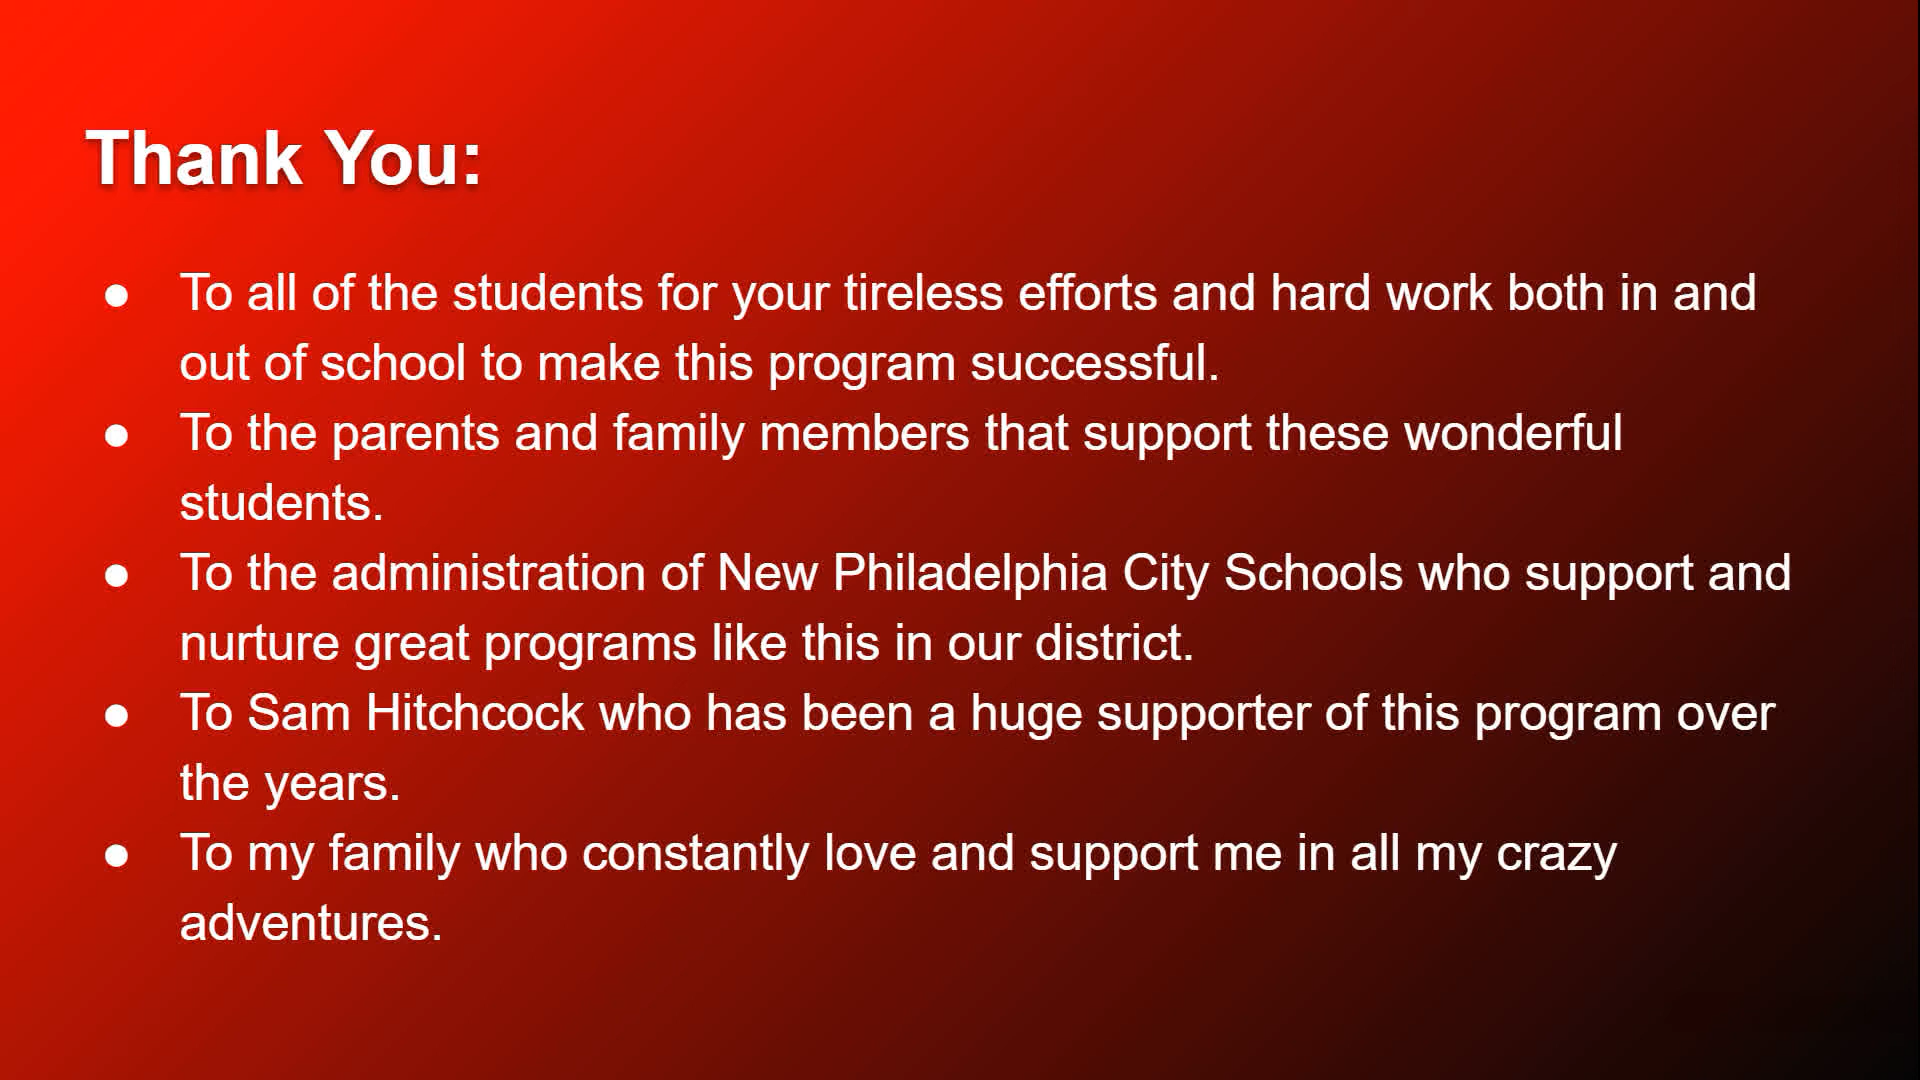 Thank You:
● To all of the students for your tireless efforts and hard work both in and
out of school to make this program successful.
● To the parents and family members that support these wonderful
students.
● To the administration of New Philadelphia City Schools who support and
nurture great programs like this in our district.
● To Sam Hitchcock who has been a huge supporter of this program over
the years.
● To my family who constantly love and support me in all my crazy
adventures.